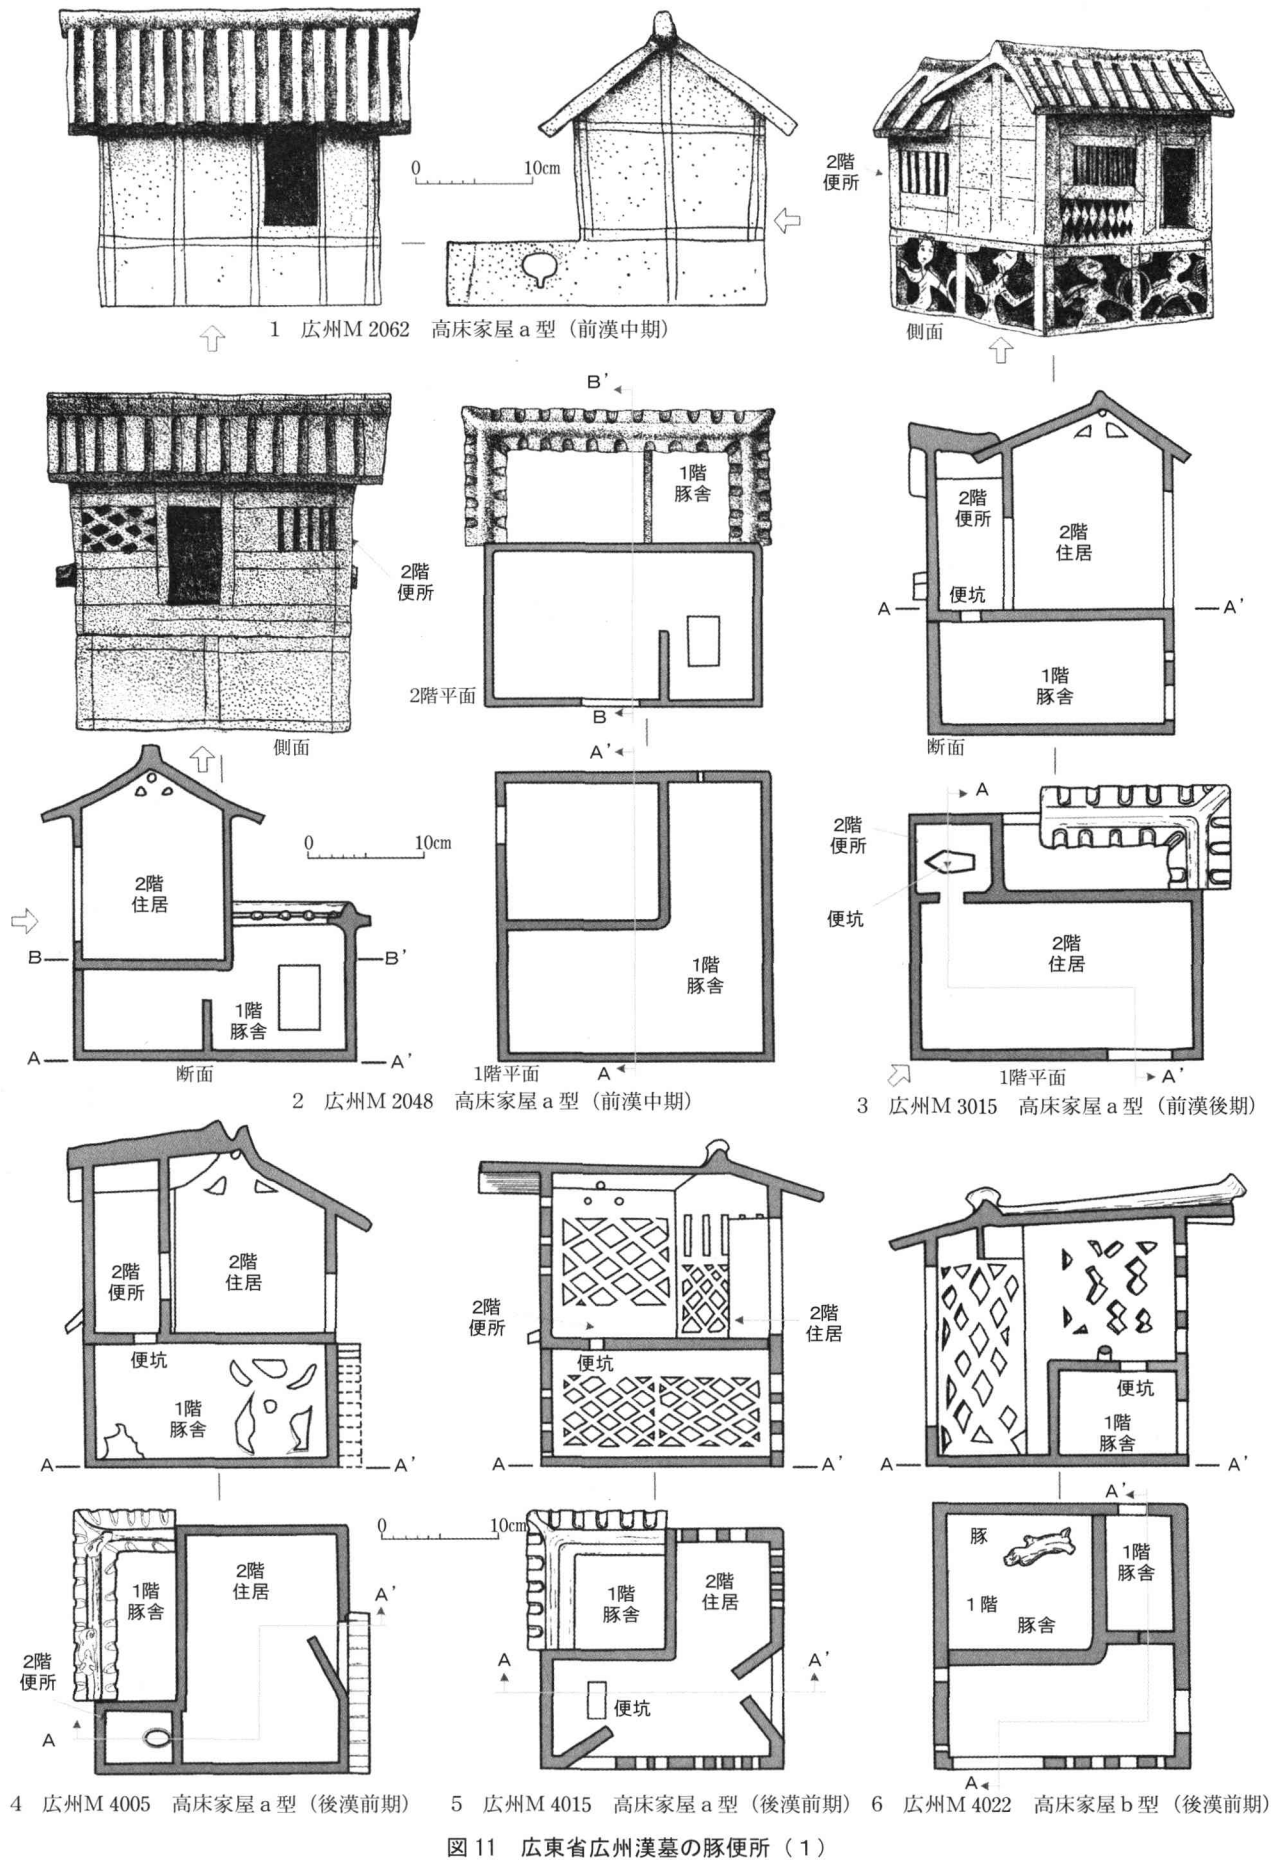 0 10cm
2階
便所
側面
1 広州M 2062 高床家屋a型（前漢中期）
2階
便所
側面
B'
1階
豚舎
2階平面
B
2階
便所
2階
住居
便坑
A
A'
1階
豚舎
断面
0 10cm
2階
住居
B
B'
1階
豚舎
A
A'
断面
A'
1階
豚舎
1階平面
A
2 広州M 2048 高床家屋a型（前漢中期）
A
2階
便所
便坑
2階
住居
1階平面
A'
3 広州M 3015 高床家屋a型（前漢後期）
2階
便所
2階
住居
便坑
1階
豚舎
A
A'
2階
便所
2階
住居
便坑
A
A'
便坑
1階
豚舎
A
A'
0 10cm
1階
豚舎
2階
住居
A'
2階
便所
A
4 広州M 4005 高床家屋a型（後漢前期）
1階
豚舎
2階
住居
A
A'
便坑
5 広州M 4015 高床家屋a型（後漢前期）
A'
豚
1階
豚舎
1階
豚舎
A
6 広州M 4022 高床家屋b型（後漢前期）
図11 広東省広州漢墓の豚便所（1）